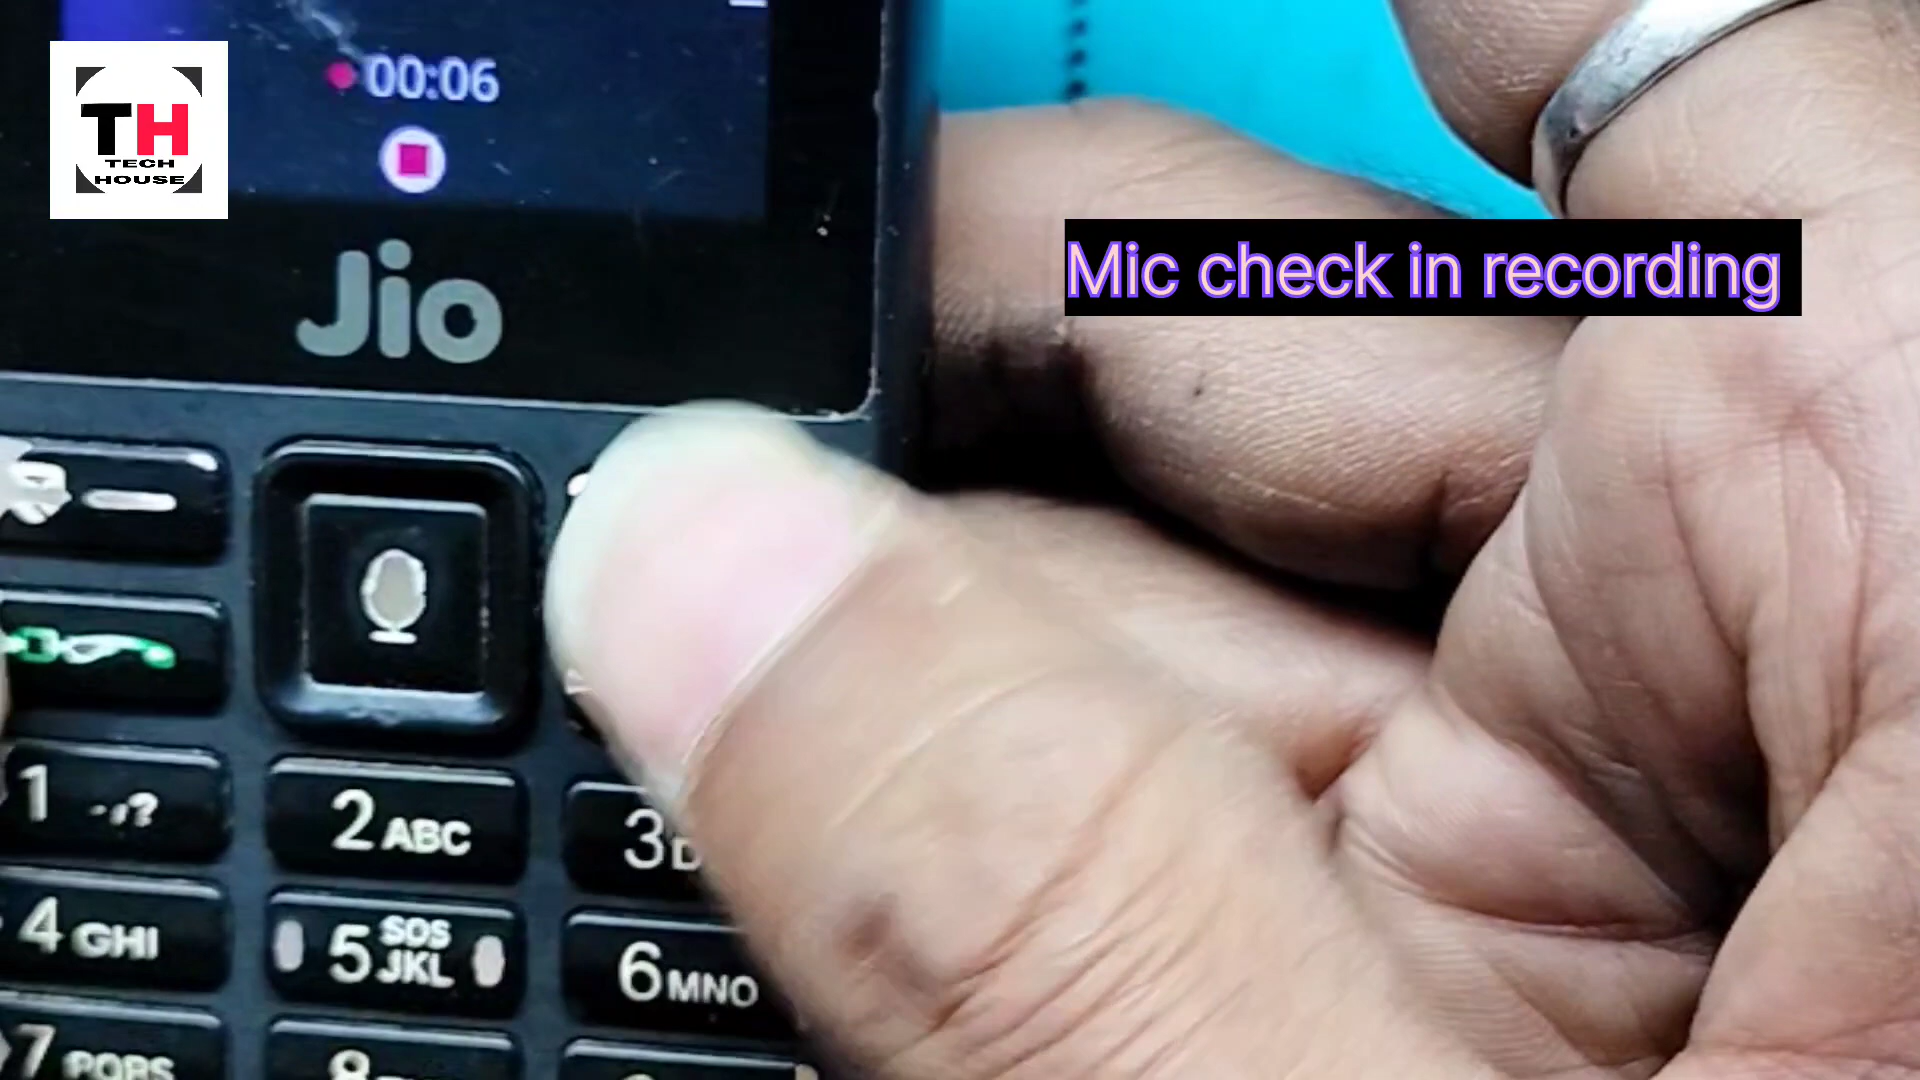 00:06
TH
TECH
HOUSE
Mic check in recording
Jio
1 -,?
2 ABC
3
4 GHI
5 SOS
JKL
6 MNO
7 PQRS
8